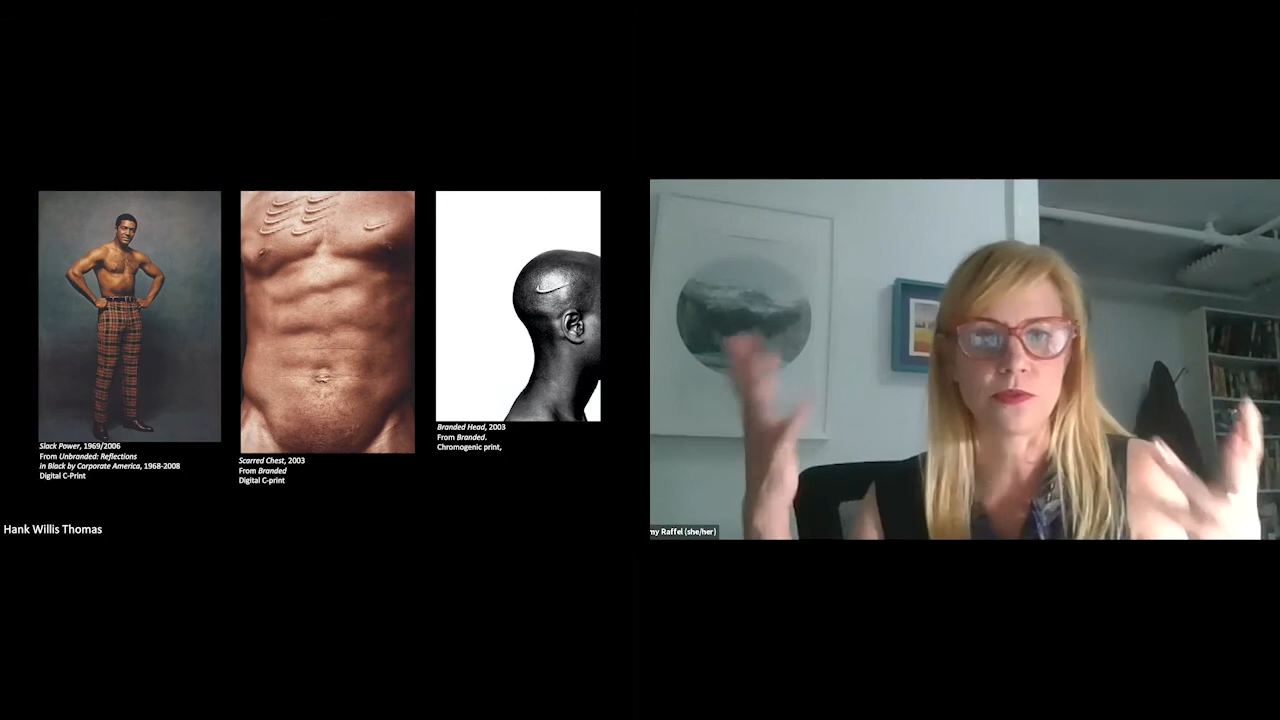 Slack Power, 1969/2006
From Unbranded: Reflections
in Black by Corporate America, 1968-2008
Digital C-Print
Scarred Chest, 2003
From Branded
Digital C-print
Branded Head, 2003
From Branded.
Chromogenic print,
Hank Willis Thomas
my Raffel (she/her)